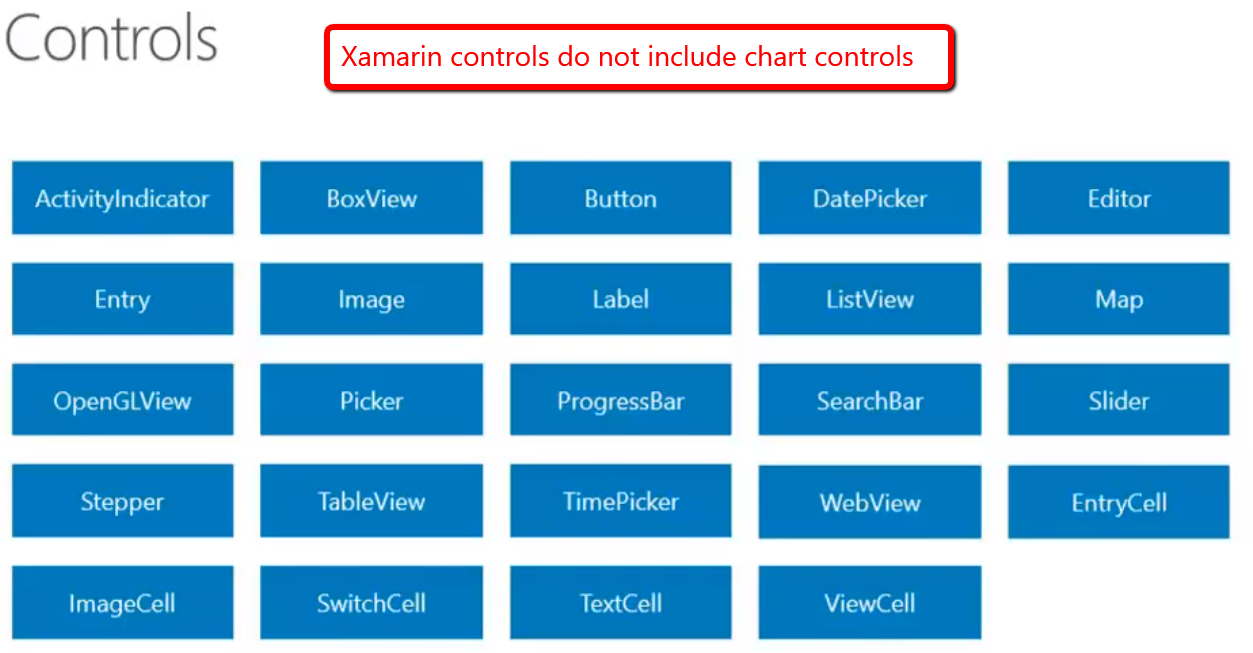 Controls
Xamarin controls do not include chart controls
ActivityIndicator
BoxView
Button
DatePicker
Editor
Entry
Image
Label
ListView
Map
OpenGLView
Picker
ProgressBar
SearchBar
Slider
Stepper
TableView
TimePicker
WebView
EntryCell
ImageCell
SwitchCell
TextCell
ViewCell